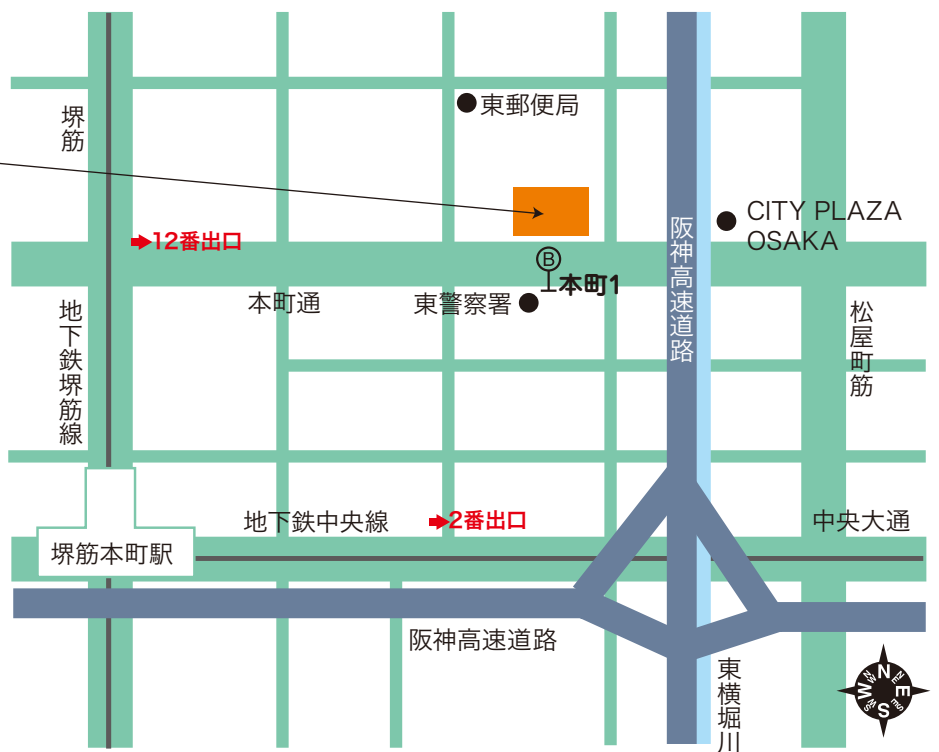 東郵便局
堺筋
CITY PLAZA
OSAKA
阪神高速道路
12番出口
B
本町1
本町通
東警察署
地下鉄堺筋線
松屋町筋
地下鉄中央線
2番出口
中央大通
堺筋本町駅
阪神高速道路
東横堀川
N
W
E
S